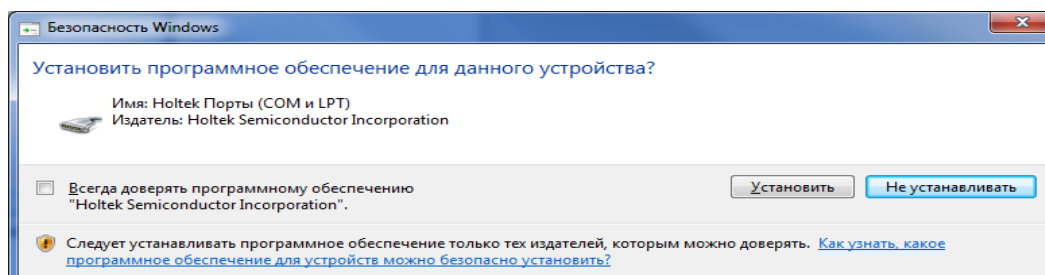 Безопасность Windows
Установить программное обеспечение для данного устройства?
Имя: Holtek Порты (COM и LPT)
Издатель: Holtek Semiconductor Incorporation
Всегда доверять программному обеспечению
"Holtek Semiconductor Incorporation".
Установить
Не устанавливать
Следует устанавливать программное обеспечение только тех издателей, которым можно доверять. Как узнать, какое
программное обеспечение для устройств можно безопасно установить?